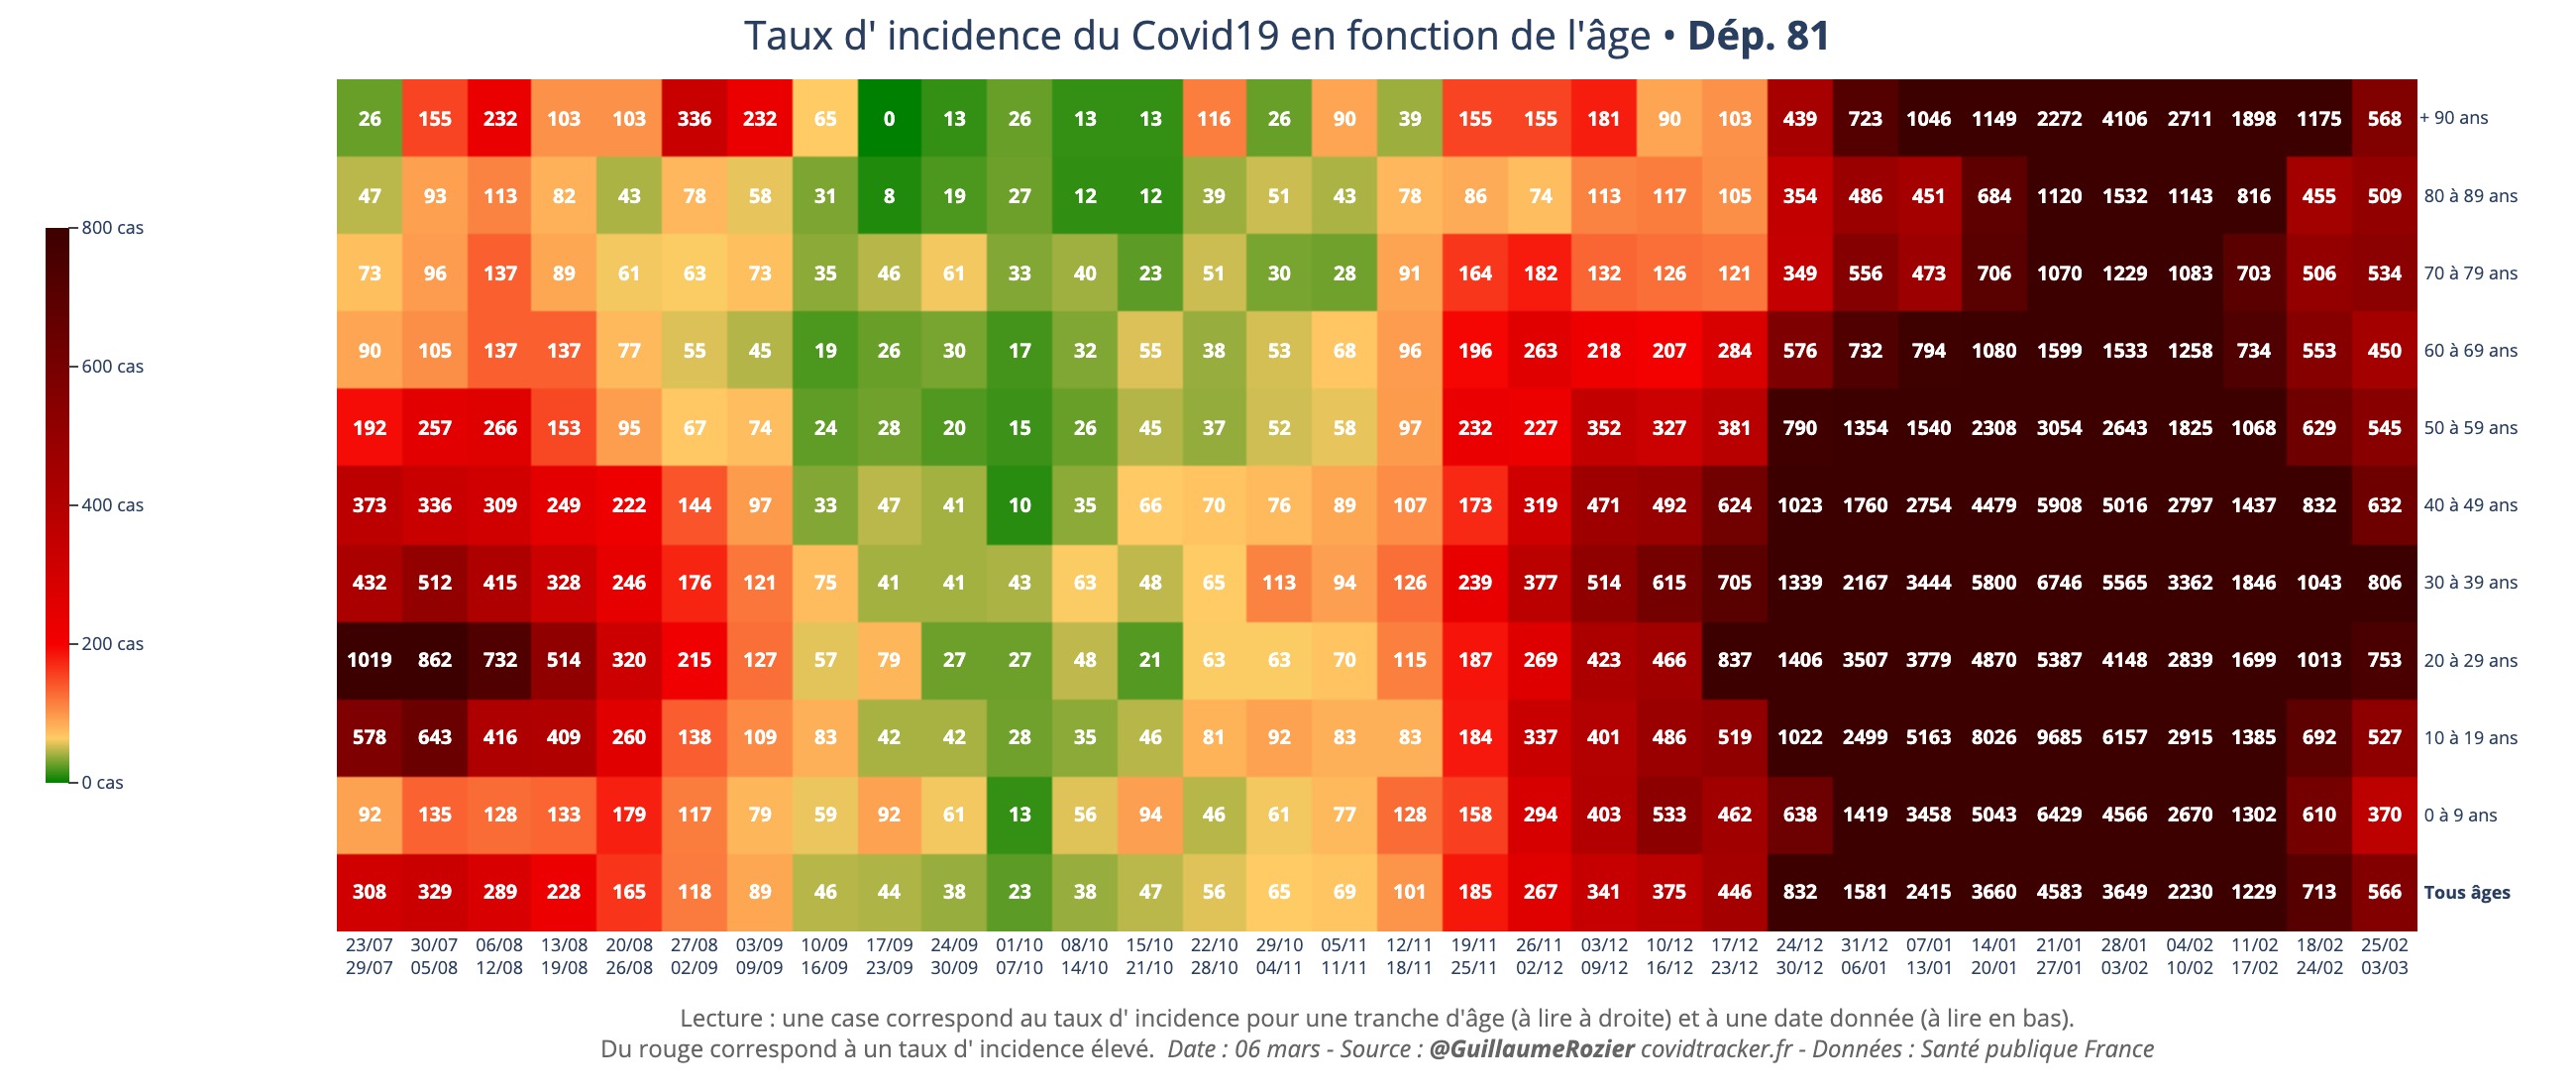 Taux d' incidence du Covid19 en fonction de l'âge • Dép. 81
26 155 232 103 103 336 232 65 0 13 26 13 13 116 26 90 39 155 155 181 90 103 439 723 1046 1149 2272 4106 2711 1898 1175 568 + 90 ans
47 93 113 82 43 78 58 31 8 19 27 12 12 39 51 43 78 86 74 113 117 105 354 486 451 684 1120 1532 1143 816 455 509 80 à 89 ans
800 cas
73 96 137 89 61 63 73 35 46 61 33 40 23 51 30 28 91 164 182 132 126 121 349 556 473 706 1070 1229 1083 703 506 534 70 à 79 ans
90 105 137 137 77 55 45 19 26 30 17 32 55 38 53 68 96 196 263 218 207 284 576 732 794 1080 1599 1533 1258 734 553 450 60 à 69 ans
600 cas
192 257 266 153 95 67 74 24 28 20 15 26 45 37 52 58 97 232 227 352 327 381 790 1354 1540 2308 3054 2643 1825 1068 629 545 50 à 59 ans
400 cas
373 336 309 249 222 144 97 33 47 41 10 35 66 70 76 89 107 173 319 471 492 624 1023 1760 2754 4479 5908 5016 2797 1437 832 632 40 à 49 ans
432 512 415 328 246 176 121 75 41 41 43 63 48 65 113 94 126 239 377 514 615 705 1339 2167 3444 5800 6746 5565 3362 1846 1043 806 30 à 39 ans
200 cas
1019 862 732 514 320 215 127 57 79 27 27 48 21 63 63 70 115 187 269 423 466 837 1406 3507 3779 4870 5387 4148 2839 1699 1013 753 20 à 29 ans
578 643 416 409 260 138 109 83 42 42 28 35 46 81 92 83 83 184 337 401 486 519 1022 2499 5163 8026 9685 6157 2915 1385 692 527 10 à 19 ans
0 cas
92 135 128 133 179 117 79 59 92 61 13 56 94 46 61 77 128 158 294 403 533 462 638 1419 3458 5043 6429 4566 2670 1302 610 370 0 à 9 ans
308 329 289 228 165 118 89 46 44 38 23 38 47 56 65 69 101 185 267 341 375 446 832 1581 2415 3660 4583 3649 2230 1229 713 566 Tous âges
23/07 30/07 06/08 13/08 20/08 27/08 03/09 10/09 17/09 24/09 01/10 08/10 15/10 22/10 29/10 05/11 12/11 19/11 26/11 03/12 10/12 17/12 24/12 31/12 07/01 14/01 21/01 28/01 04/02 11/02 18/02 25/02
29/07 05/08 12/08 19/08 26/08 02/09 09/09 16/09 23/09 30/09 07/10 14/10 21/10 28/10 04/11 11/11 18/11 25/11 02/12 09/12 16/12 23/12 30/12 06/01 13/01 20/01 27/01 03/02 10/02 17/02 24/02 03/03
Lecture : une case correspond au taux d' incidence pour une tranche d'âge (à lire à droite) et à une date donnée (à lire en bas).
Du rouge correspond à un taux d' incidence élevé. Date : 06 mars - Source : @GuillaumeRozier covidtracker.fr - Données : Santé publique France